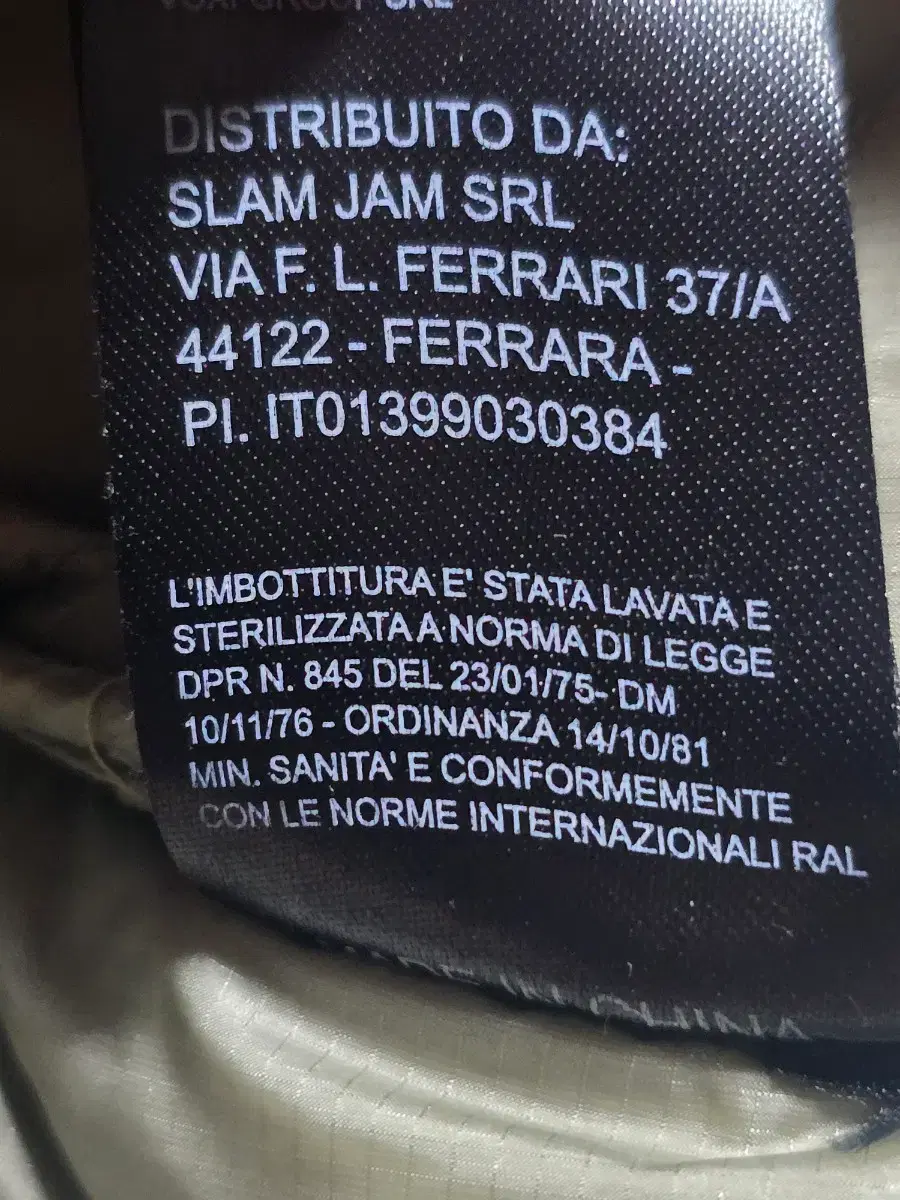 SRL
DISTRIBUITO DA:
SLAM JAM SRL
VIA F. L. FERRARI 37/A
44122 - FERRARA -
PI. IT01399030384
L'IMBOTTITURA E' STATA LAVATA E
STERILIZZATA A NORMA DI LEGGE
DPR N. 845 DEL 23/01/75- DM
10/11/76 - ORDINANZA 14/10/81
MIN. SANITA' E CONFORMEMENTE
CON LE NORME INTERNAZIONALI RAL